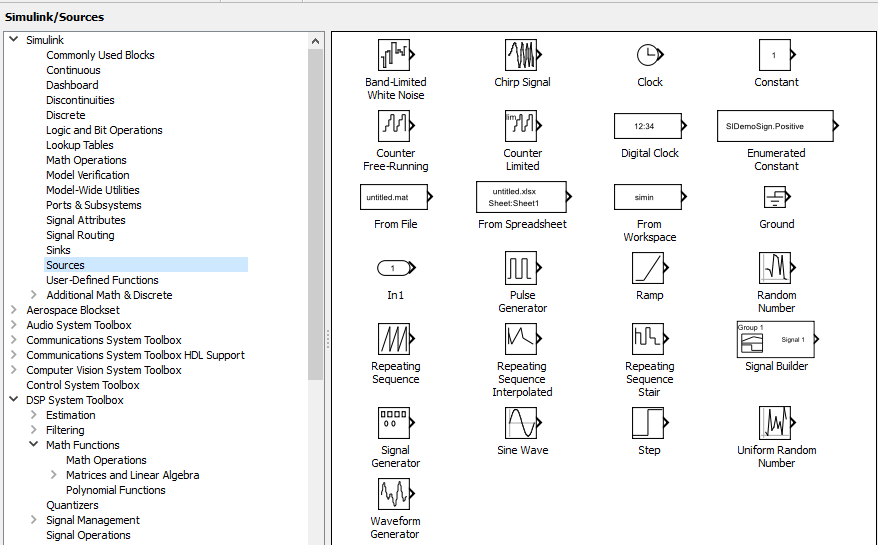 Simulink/Sources
Simulink
Commonly Used Blocks
Continuous
Dashboard
Discontinuities
Discrete
Logic and Bit Operations
Lookup Tables
Math Operations
Model Verification
Model-Wide Utilities
Ports & Subsystems
Signal Attributes
Signal Routing
Sinks
Sources
User-Defined Functions
Additional Math & Discrete
Aerospace Blockset
Audio System Toolbox
Communications System Toolbox
Communications System Toolbox HDL Support
Computer Vision System Toolbox
Control System Toolbox
DSP System Toolbox
Estimation
Filtering
Math Functions
Math Operations
Matrices and Linear Algebra
Polynomial Functions
Quantizers
Signal Management
Signal Operations
Band-Limited
White Noise
Chirp Signal
Clock
1
Constant
Counter
Free-Running
lim
Counter
Limited
12:34
Digital Clock
SlDemoSign.Positive
Enumerated
Constant
untitled.mat
From File
untitled.xlsx
Sheet:Sheet1
From Spreadsheet
simin
From
Workspace
Ground
1
In1
Pulse
Generator
Ramp
Random
Number
Repeating
Sequence
Repeating
Sequence
Interpolated
Repeating
Sequence
Stair
Group 1
Signal 1
Signal Builder
Signal
Generator
Sine Wave
Step
Uniform Random
Number
Waveform
Generator